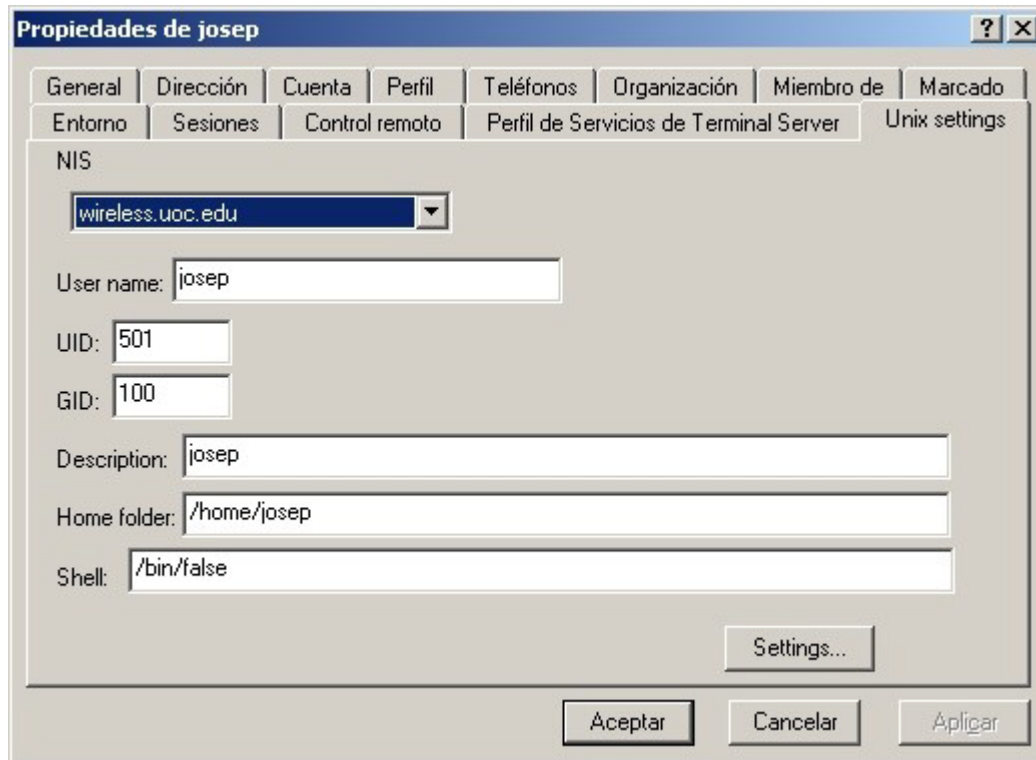 Propiedades de josep
General Dirección Cuenta Perfil Teléfonos Organización Miembro de Marcado
Entorno Sesiones Control remoto Perfil de Servicios de Terminal Server Unix settings
NIS
wireless.uoc.edu
User name: josep
UID: 501
GID: 100
Description: josep
Home folder: /home/josep
Shell: /bin/false
Settings...
Aceptar Cancelar Aplicar